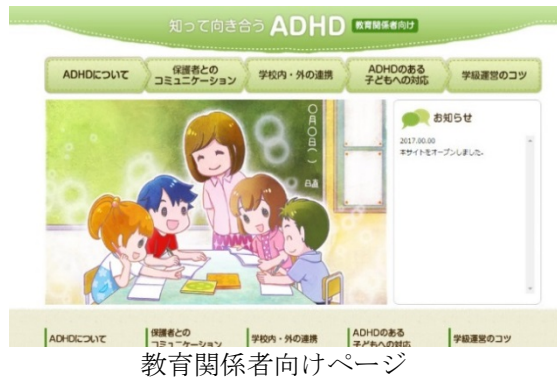 知って向き合う ADHD 教育関係者向け
ADHDについて
保護者との
コミュニケーション
学校内・外の連携
ADHDのある
子どもへの対応
学級運営のコツ
〇月〇日( )
日直
お知らせ
2017.00.00
本サイトをオープンしました。
ADHDについて
保護者との
コミュニケーション
学校内・外の連携
ADHDのある
子どもへの対応
学級運営のコツ
教育関係者向けページ